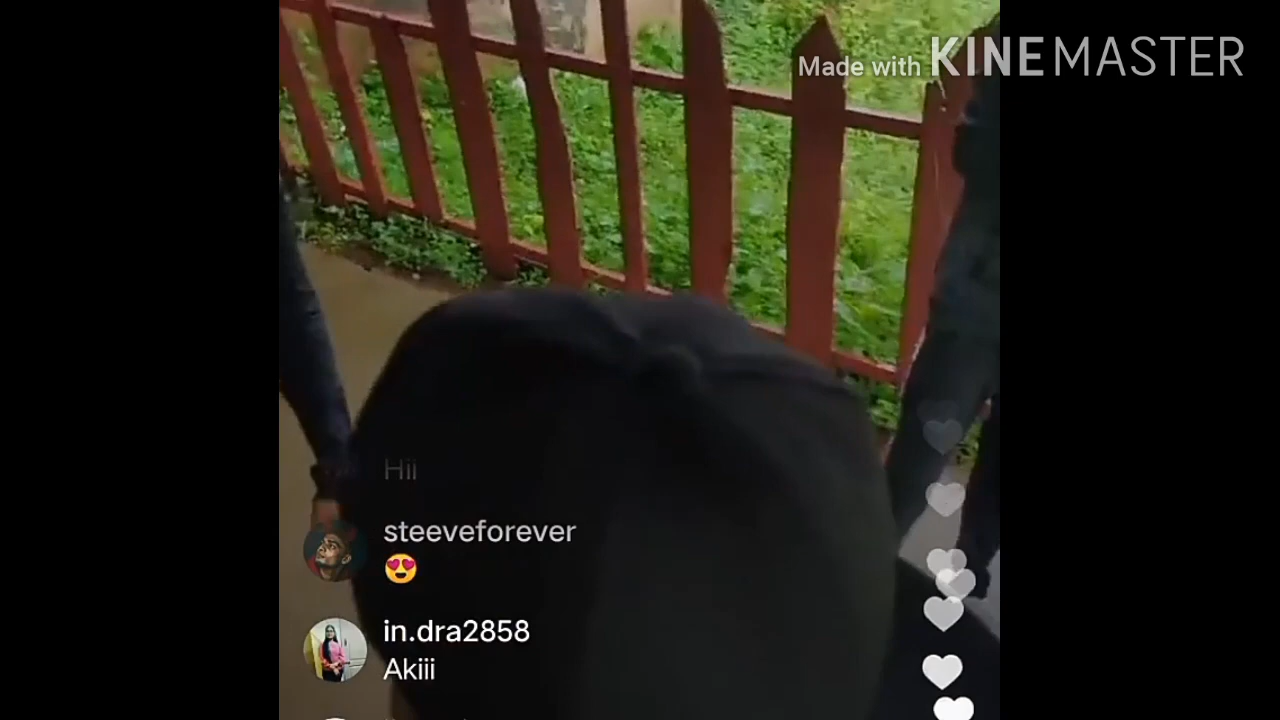 Made with KINEMASTER
Hii
steeveforever
😍
in.dra2858
Akiii